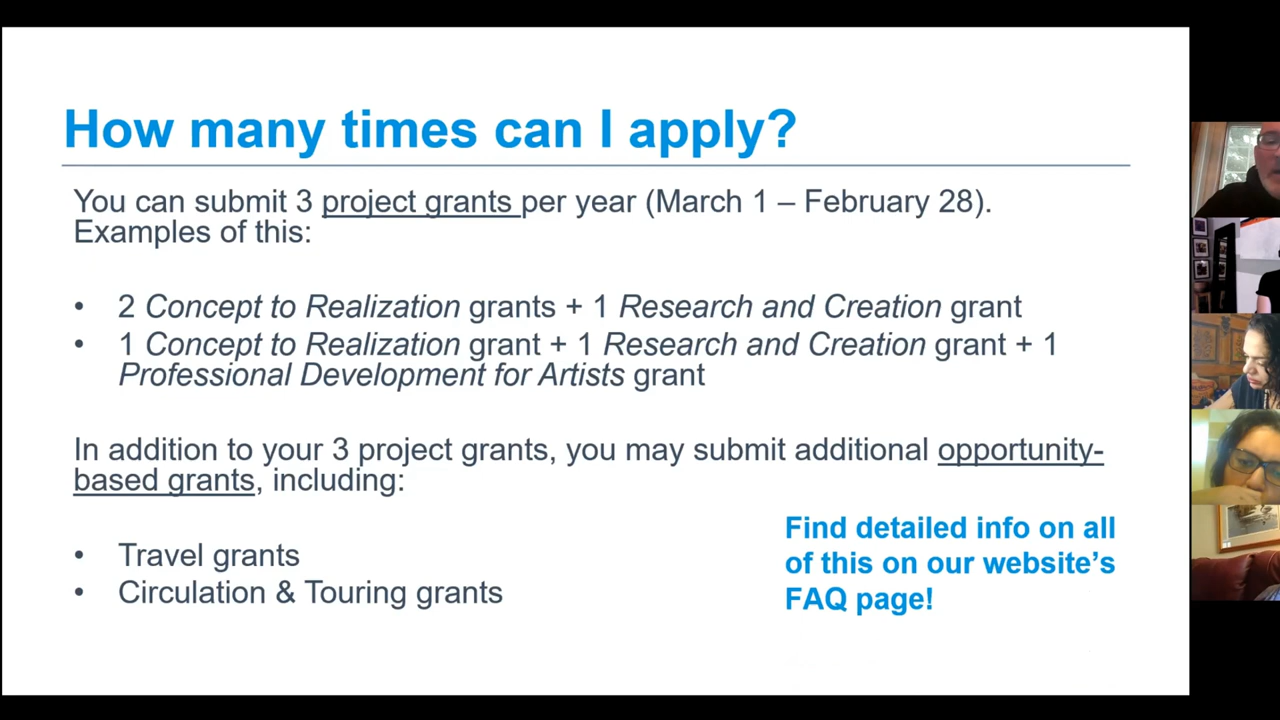 How many times can I apply?
You can submit 3 project grants per year (March 1 – February 28).
Examples of this:
• 2 Concept to Realization grants + 1 Research and Creation grant
• 1 Concept to Realization grant + 1 Research and Creation grant + 1
Professional Development for Artists grant
In addition to your 3 project grants, you may submit additional opportunity-
based grants, including:
• Travel grants
• Circulation & Touring grants
Find detailed info on all
of this on our website’s
FAQ page!